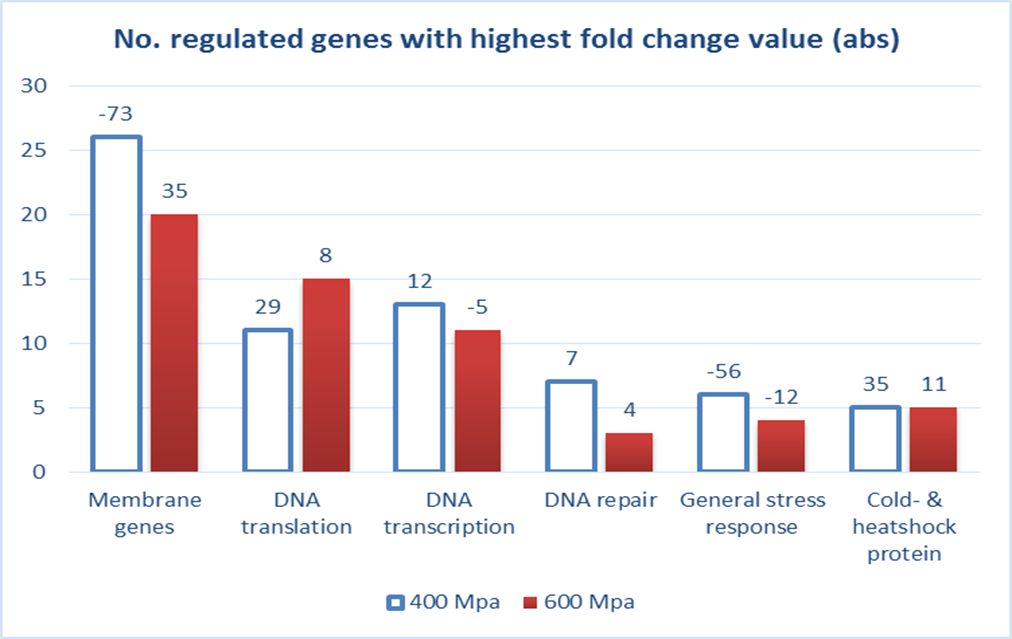 No. regulated genes with highest fold change value (abs)
30
25
20
15
10
5
0
-73
35
29
8
12
-5
7
4
-56
-12
35
11
Membrane
genes
DNA
translation
DNA
transcription
DNA repair
General stress
response
Cold- &
heatshock
protein
400 Mpa
600 Mpa